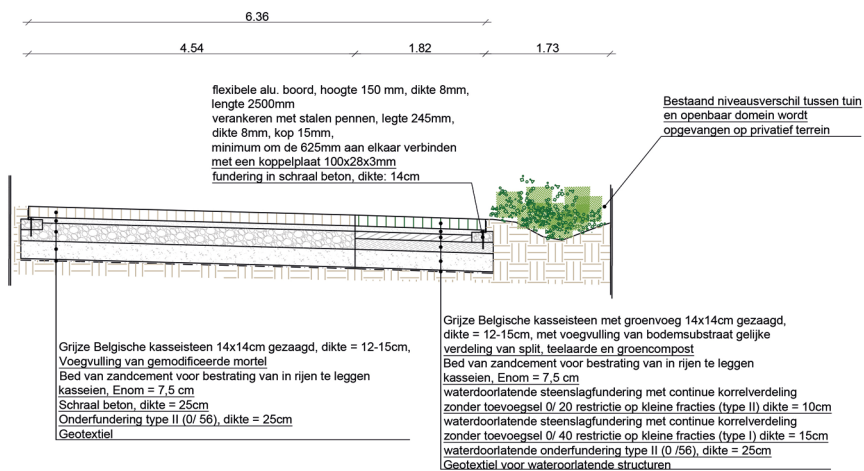 6.36
4.54
1.82
1.73
flexibele alu. boord, hoogte 150 mm, dikte 8mm,
lengte 2500mm
verankeren met stalen pennen, legte 245mm,
dikte 8mm, kop 15mm,
minimum om de 625mm aan elkaar verbinden
met een koppelplaat 100x28x3mm
fundering in schraal beton, dikte: 14cm
Bestaand niveausverschil tussen tuin
en openbaar domein wordt
opgevangen op privatief terrein
Grijze Belgische kasseisteen 14x14cm gezaagd, dikte = 12-15cm,
Voegvulling van gemodificeerde mortel
Bed van zandcement voor bestrating van in rijen te leggen
kasseien, Enom = 7,5 cm
Schraal beton, dikte = 25cm
Onderfundering type II (0/ 56), dikte = 25cm
Geotextiel
Grijze Belgische kasseisteen met groenvoeg 14x14cm gezaagd,
dikte = 12-15cm, met voegvulling van bodemsubstraat gelijke
verdeling van split, teelaarde en groencompost
Bed van zandcement voor bestrating van in rijen te leggen
kasseien, Enom = 7,5 cm
waterdoorlatende steenslagfundering met continue korrelverdeling
zonder toevoegsel 0/ 20 restrictie op kleine fracties (type II) dikte = 10cm
waterdoorlatende steenslagfundering met continue korrelverdeling
zonder toevoegsel 0/ 40 restrictie op kleine fracties (type I) dikte = 15cm
waterdoorlatende onderfundering type II (0 /56), dikte = 25cm
Geotextiel voor wateroorlatende structuren